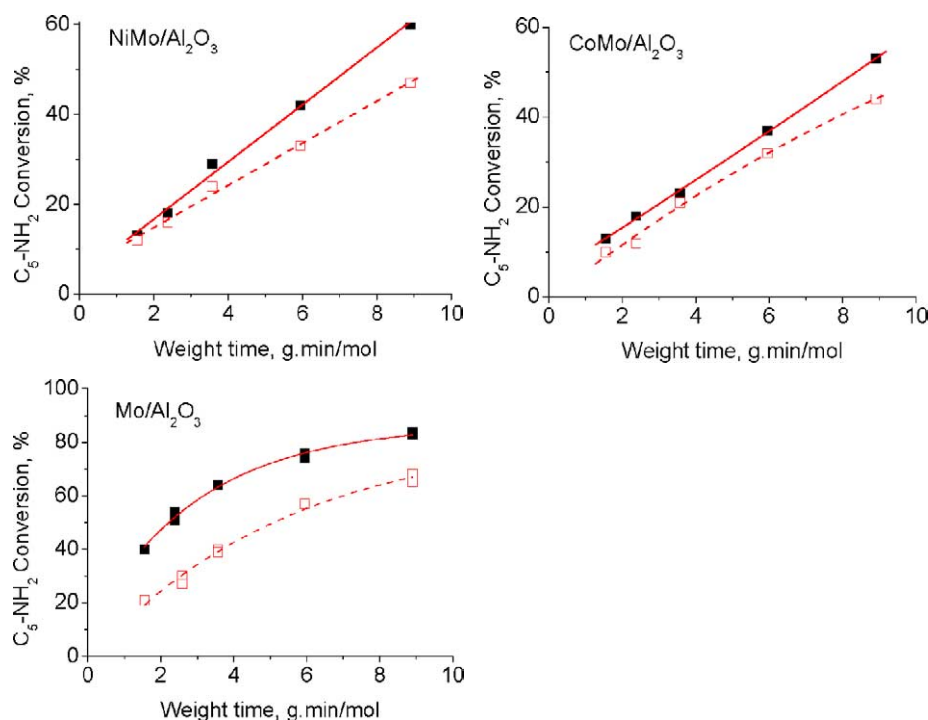 NiMo/Al₂O₃
60
40
20
0
C₅-NH₂ Conversion, %
0 2 4 6 8 10
Weight time, g.min/mol
CoMo/Al₂O₃
60
40
20
0
C₅-NH₂ Conversion, %
0 2 4 6 8 10
Weight time, g.min/mol
Mo/Al₂O₃
100
80
60
40
20
0
C₅-NH₂ Conversion, %
0 2 4 6 8 10
Weight time, g.min/mol